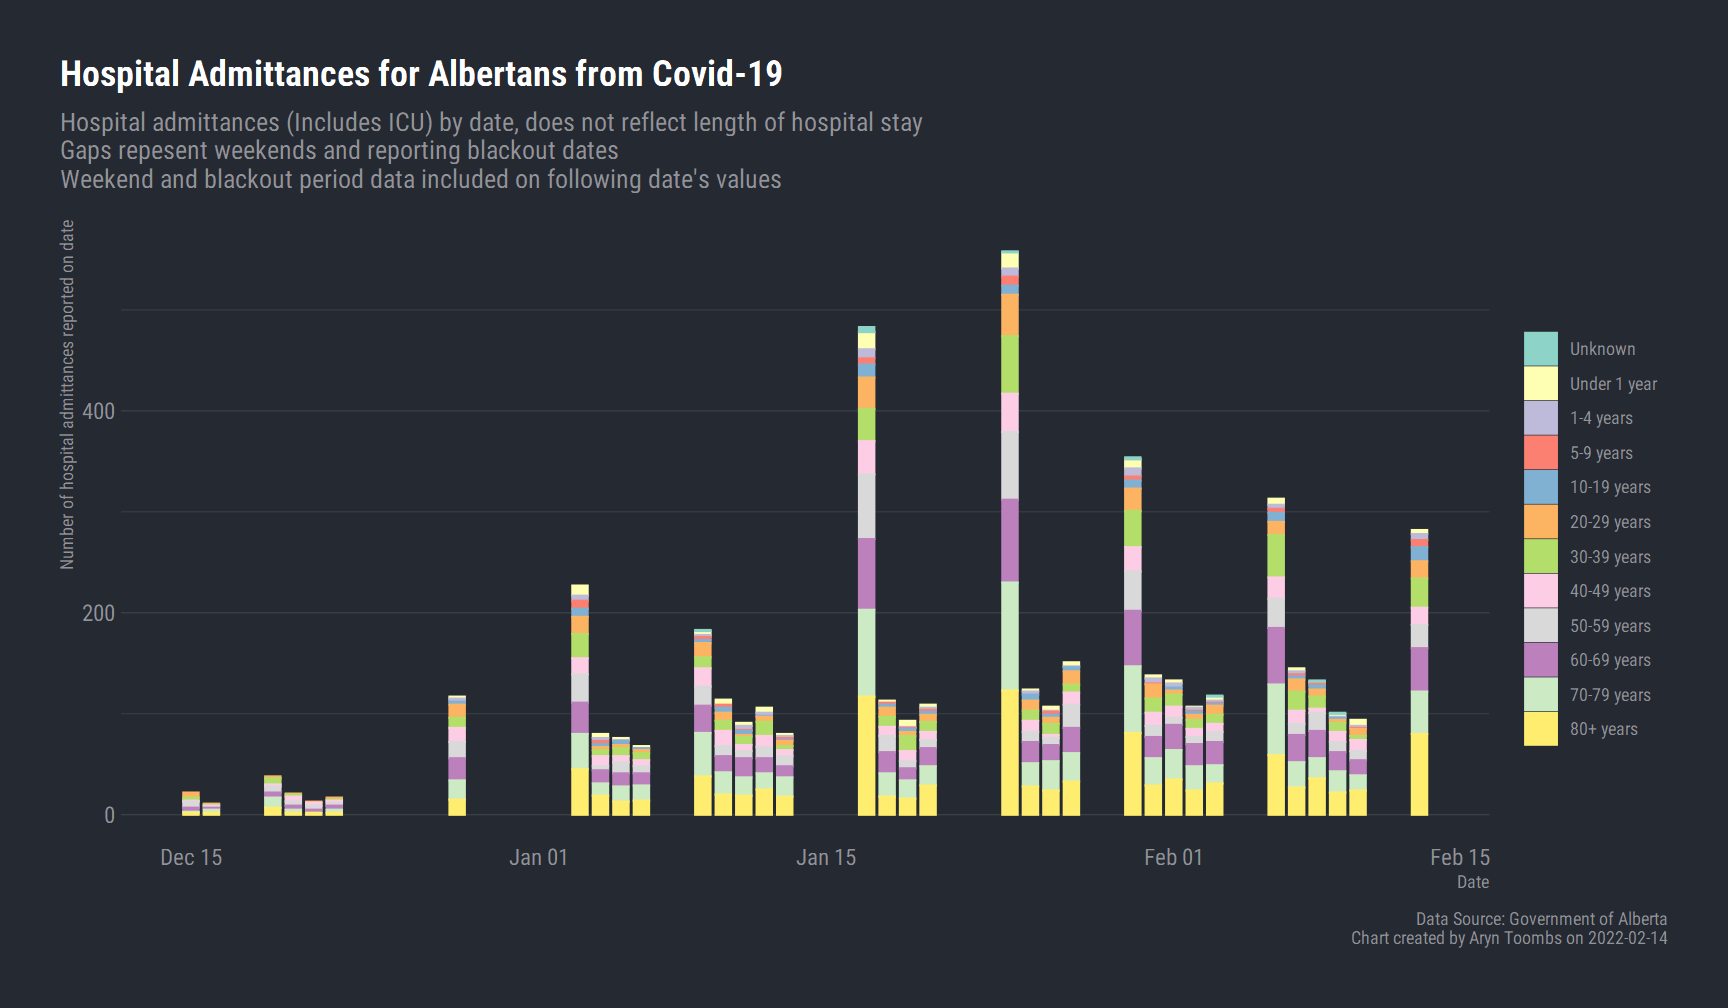 Hospital Admittances for Albertans from Covid-19
Hospital admittances (Includes ICU) by date, does not reflect length of hospital stay
Gaps repesent weekends and reporting blackout dates
Weekend and blackout period data included on following date's values
Number of hospital admittances reported on date
400
200
0
Dec 15
Jan 01
Jan 15
Feb 01
Feb 15
Date
Unknown
Under 1 year
1-4 years
5-9 years
10-19 years
20-29 years
30-39 years
40-49 years
50-59 years
60-69 years
70-79 years
80+ years
Data Source: Government of Alberta
Chart created by Aryn Toombs on 2022-02-14